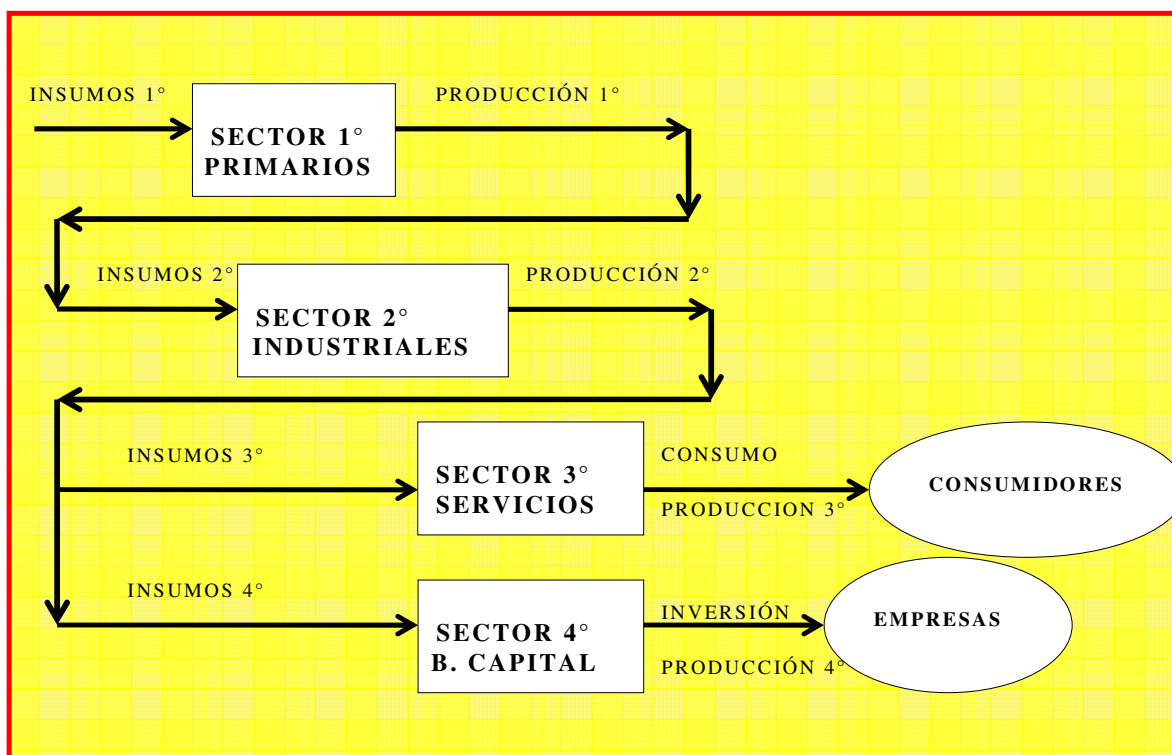 INSUMOS 1°
PRODUCCIÓN 1°
SECTOR 1°
PRIMARIOS
INSUMOS 2°
PRODUCCIÓN 2°
SECTOR 2°
INDUSTRIALES
INSUMOS 3°
SECTOR 3°
SERVICIOS
CONSUMO
PRODUCCION 3°
CONSUMIDORES
INSUMOS 4°
SECTOR 4°
B. CAPITAL
INVERSIÓN
PRODUCCIÓN 4°
EMPRESAS